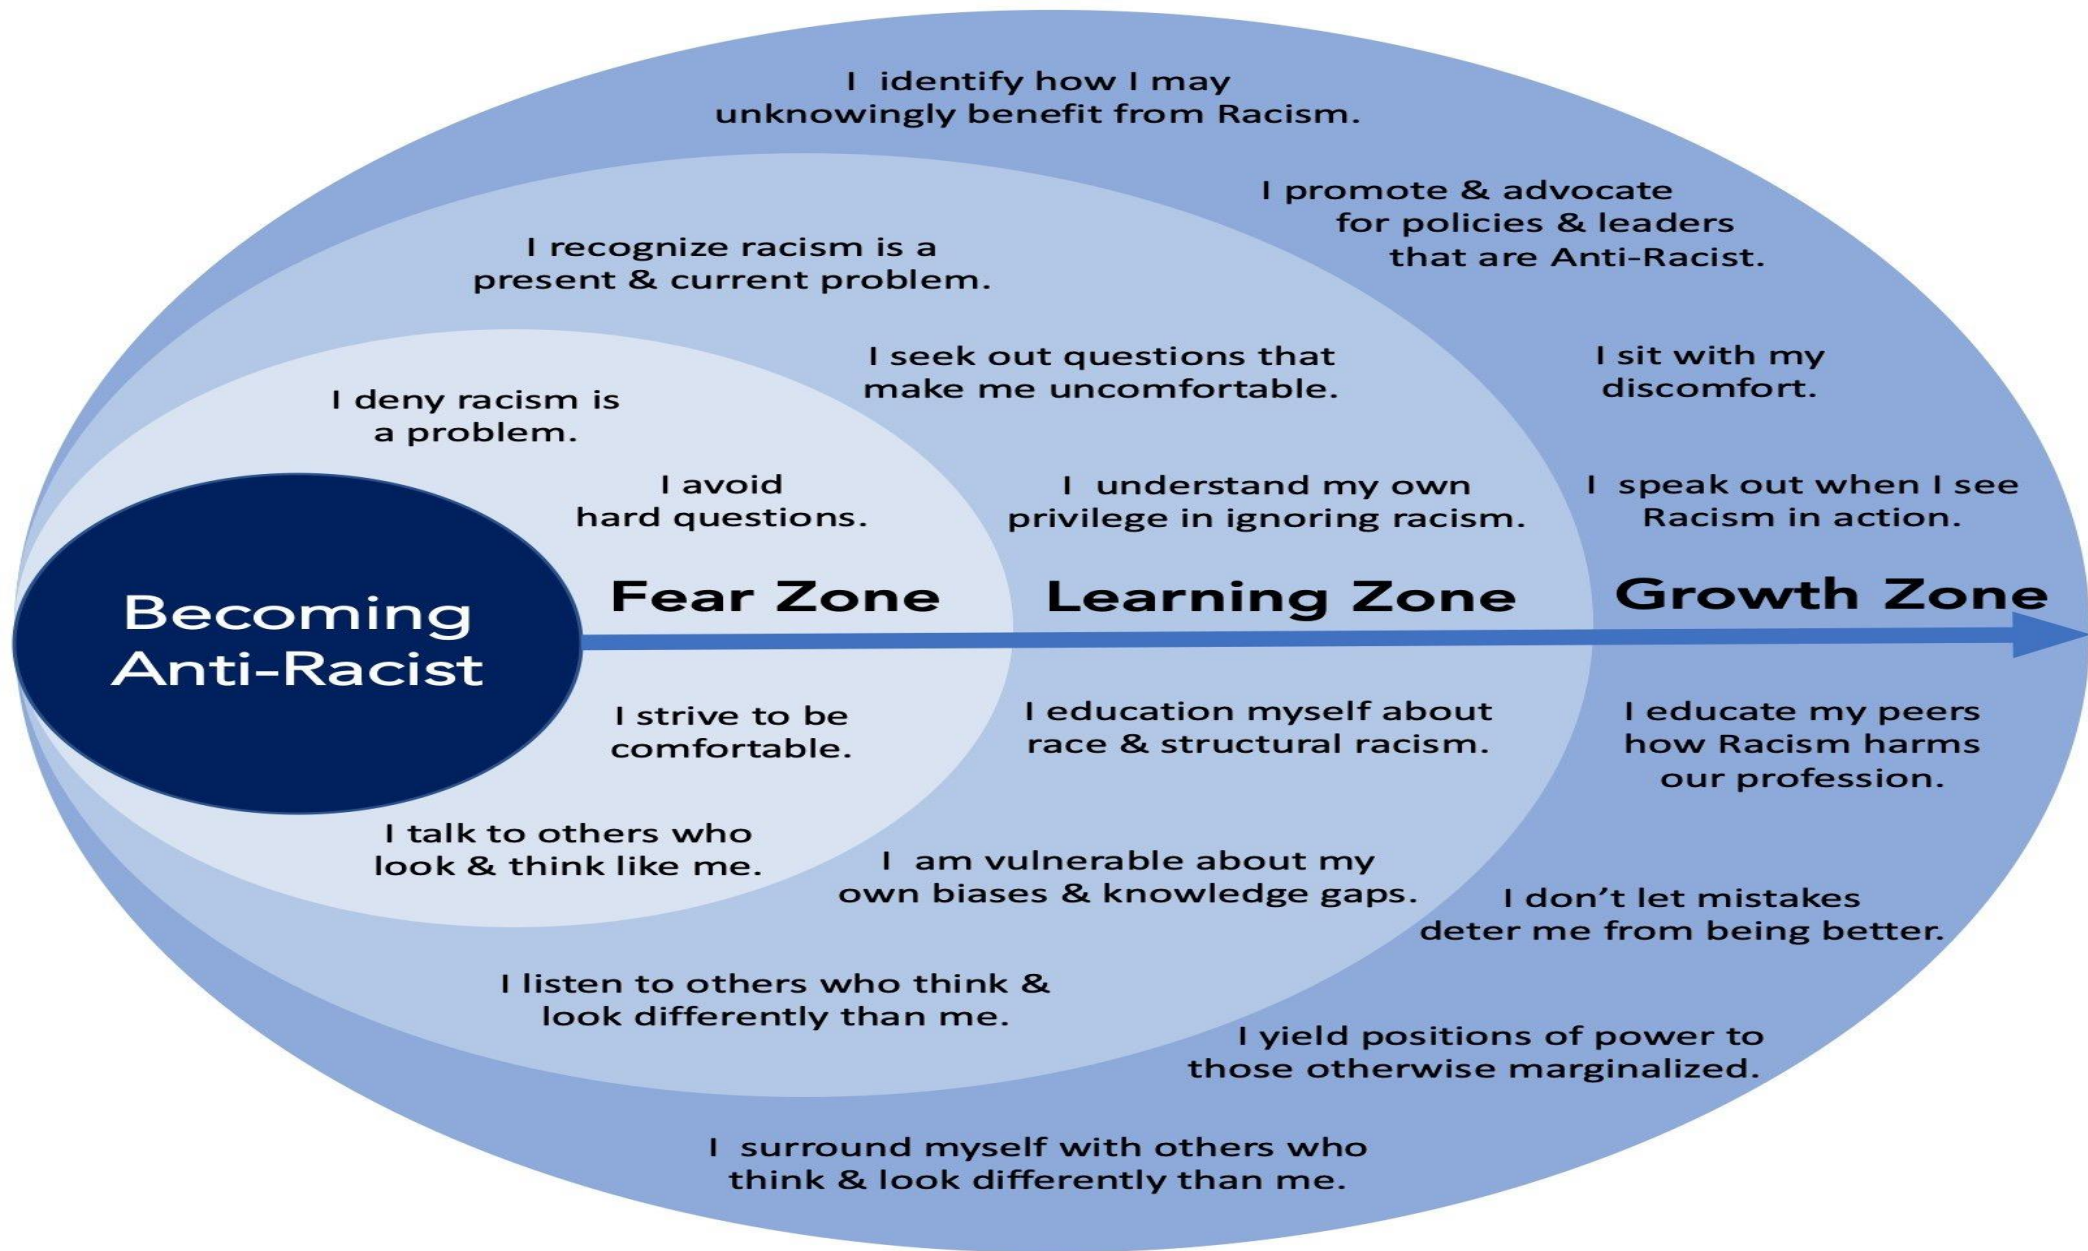 I identify how I may
unknowingly benefit from Racism.
I promote & advocate
for policies & leaders
that are Anti-Racist.
I recognize racism is a
present & current problem.
I seek out questions that
make me uncomfortable.
I sit with my
discomfort.
I deny racism is
a problem.
I avoid
hard questions.
I understand my own
privilege in ignoring racism.
I speak out when I see
Racism in action.
Becoming
Anti-Racist
Fear Zone
Learning Zone
Growth Zone
I strive to be
comfortable.
I education myself about
race & structural racism.
I educate my peers
how Racism harms
our profession.
I talk to others who
look & think like me.
I am vulnerable about my
own biases & knowledge gaps.
I don’t let mistakes
deter me from being better.
I listen to others who think &
look differently than me.
I yield positions of power to
those otherwise marginalized.
I surround myself with others who
think & look differently than me.